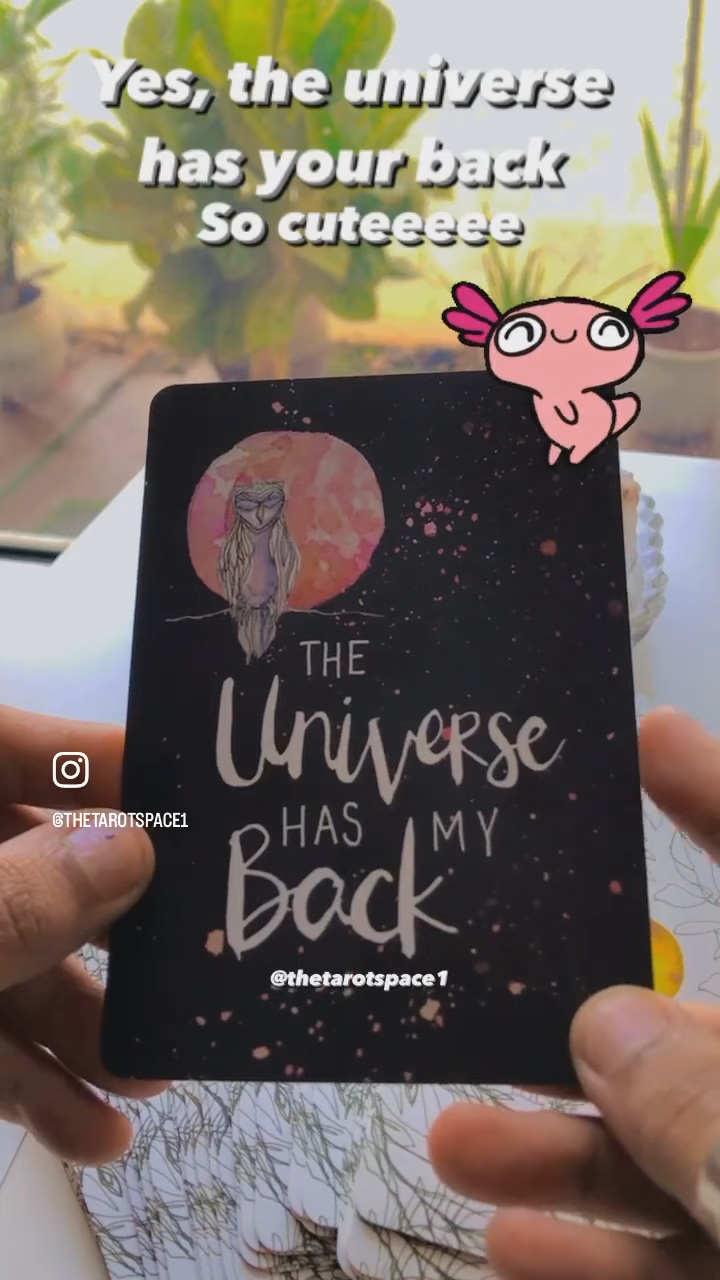 Yes, the universe
has your back
So cuteeeee
THE
Universe
HAS MY
Back
@THETAROTSPACE1
@thetarotspace1